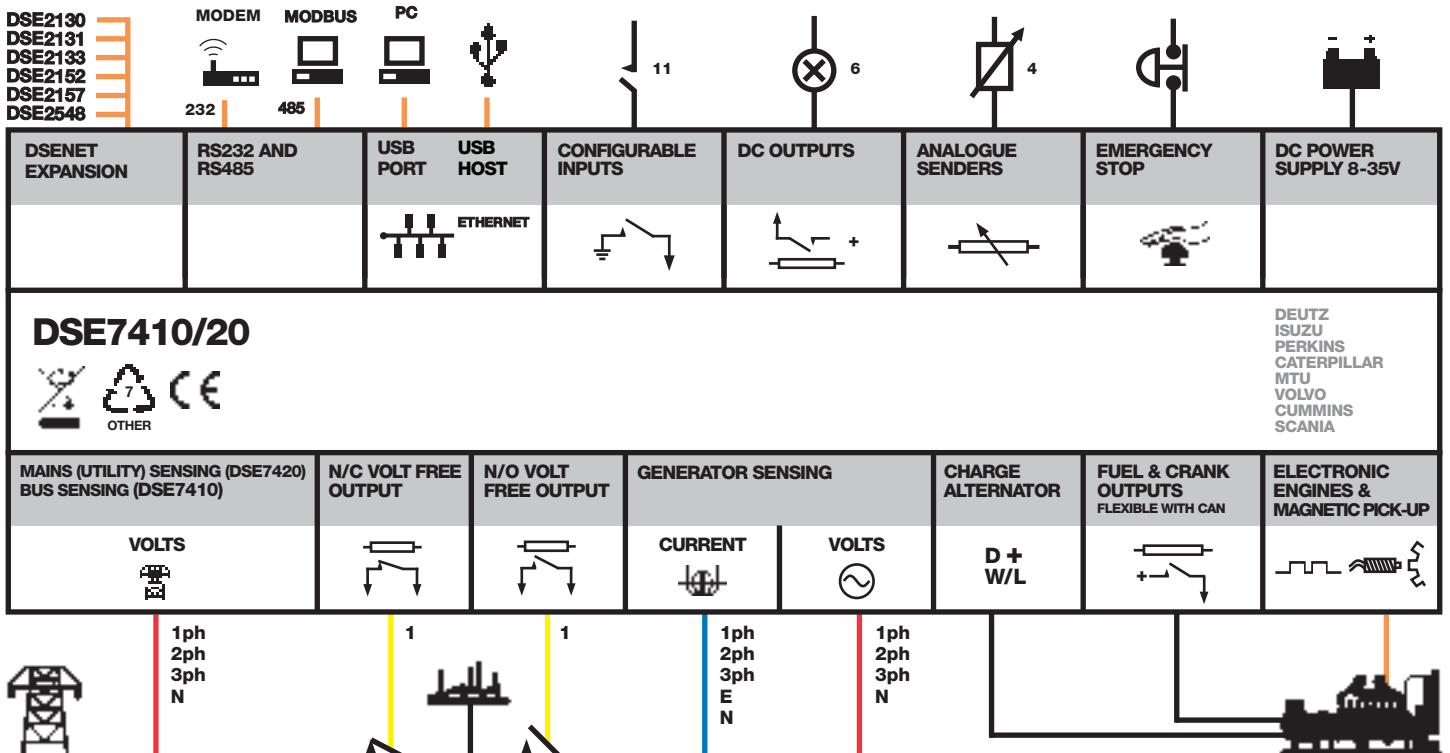 DSE2130
DSE2131
DSE2133
DSE2152
DSE2157
DSE2548
MODEM
232
MODBUS
485
PC
11
6
4
- +
DSENET
EXPANSION
RS232 AND
RS485
USB
PORT
USB
HOST
ETHERNET
CONFIGURABLE
INPUTS
DC OUTPUTS
+
ANALOGUE
SENDERS
EMERGENCY
STOP
DC POWER
SUPPLY 8-35V
DSE7410/20
7
OTHER
CE
DEUTZ
ISUZU
PERKINS
CATERPILLAR
MTU
VOLVO
CUMMINS
SCANIA
MAINS (UTILITY) SENSING (DSE7420)
BUS SENSING (DSE7410)
VOLTS
N/C VOLT FREE
OUTPUT
N/O VOLT
FREE OUTPUT
GENERATOR SENSING
CURRENT
VOLTS
CHARGE
ALTERNATOR
D +
W/L
FUEL & CRANK
OUTPUTS
FLEXIBLE WITH CAN
+
ELECTRONIC
ENGINES &
MAGNETIC PICK-UP
1ph
2ph
3ph
N
1
1
1ph
2ph
3ph
E
N
1ph
2ph
3ph
N